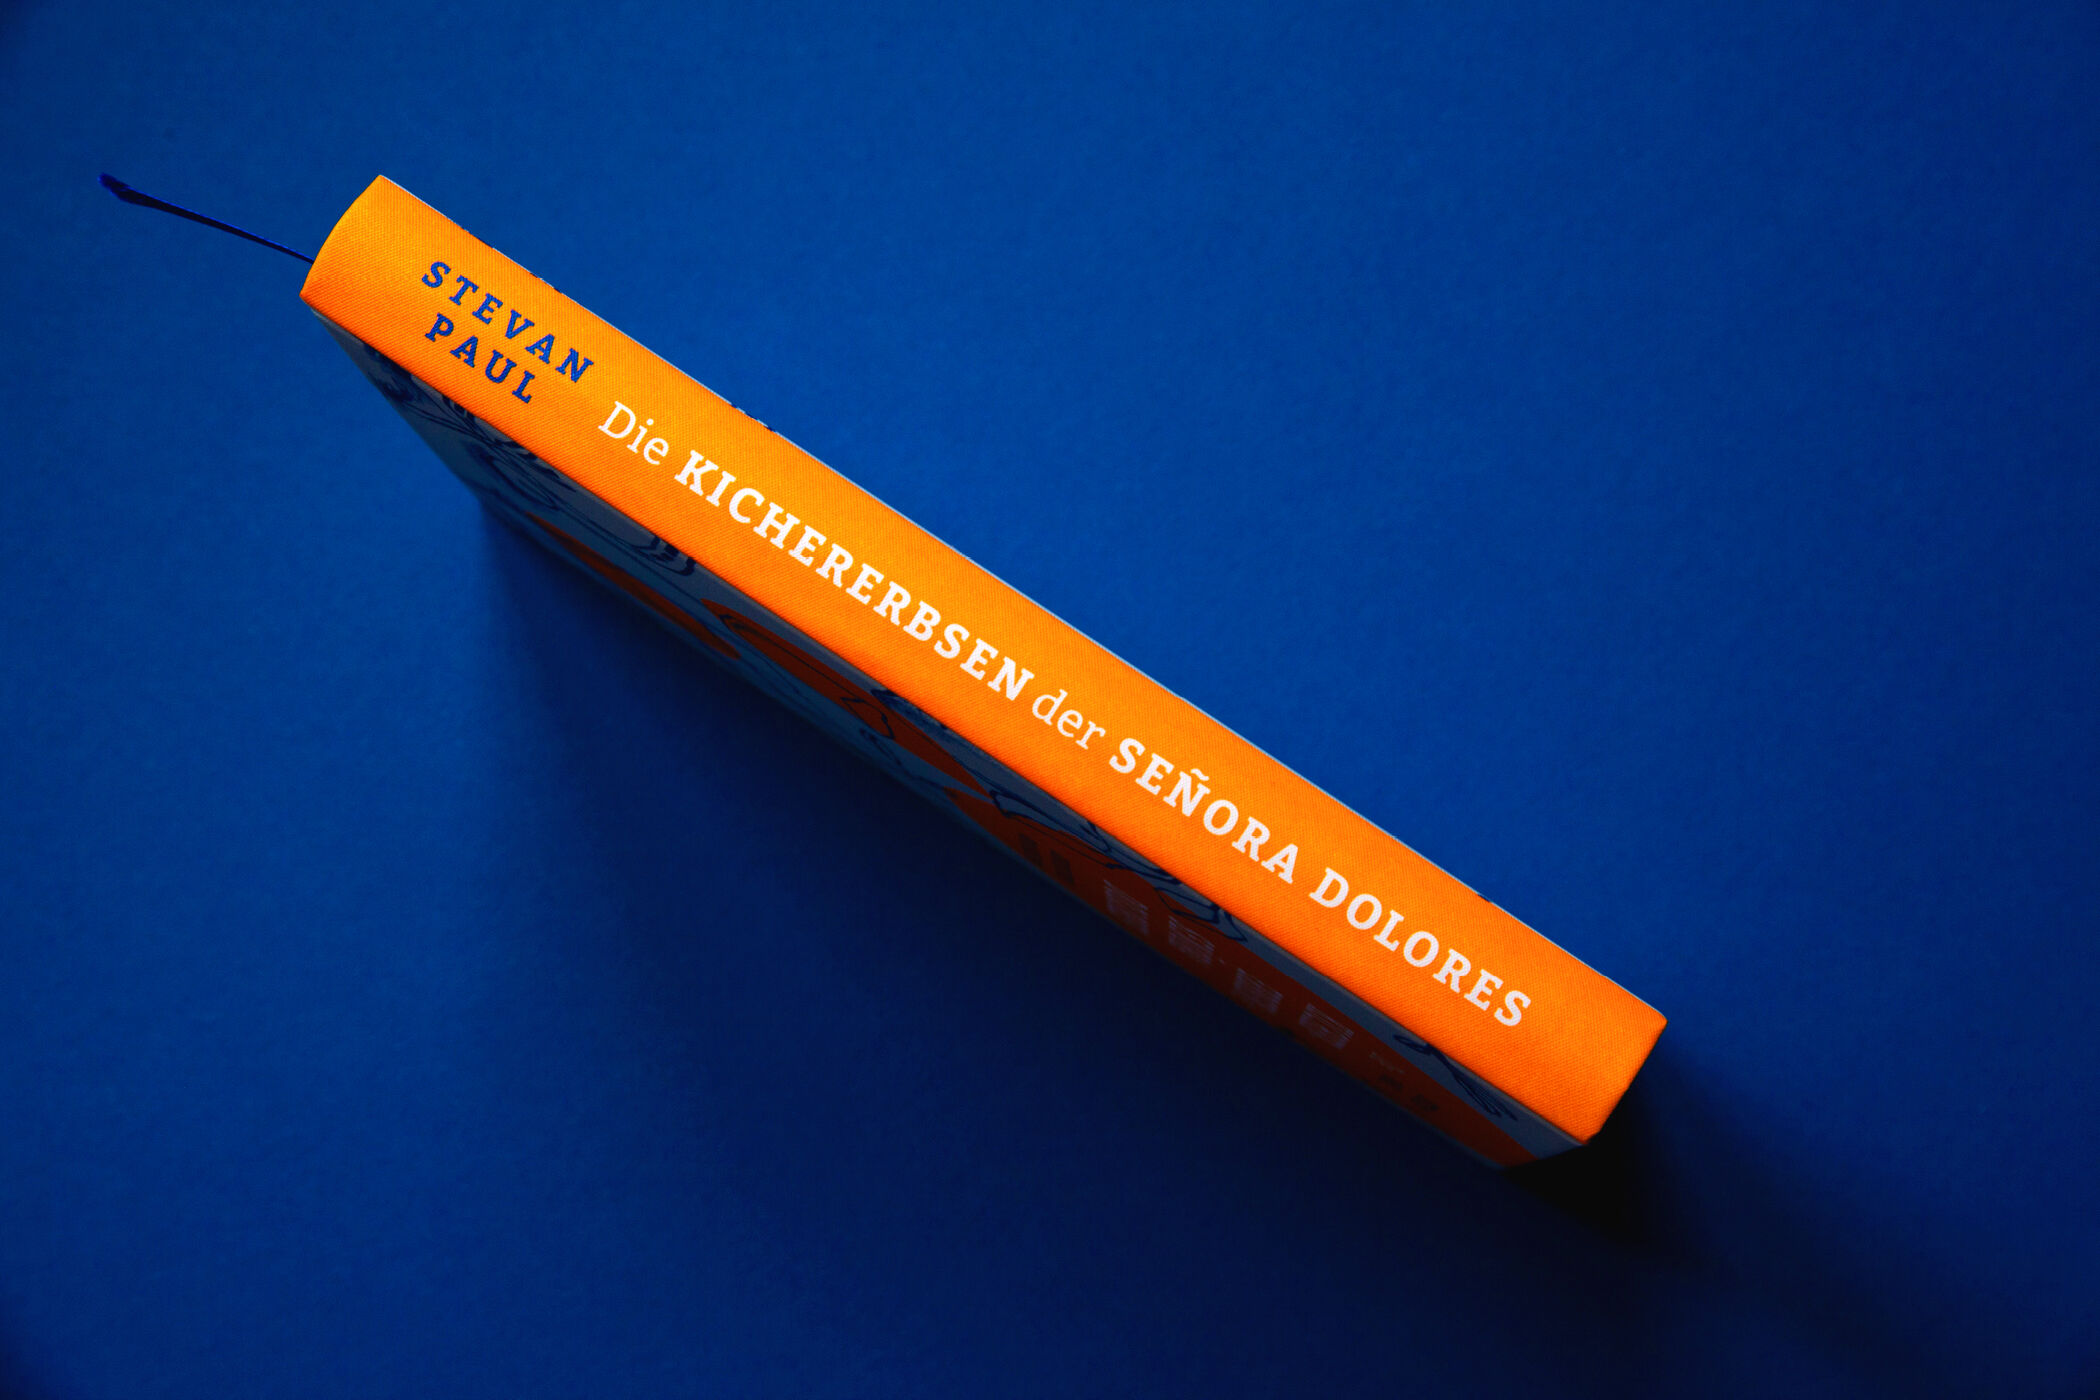 STEVAN
PAUL
Die KICHERERBSEN der SEÑORA DOLORES